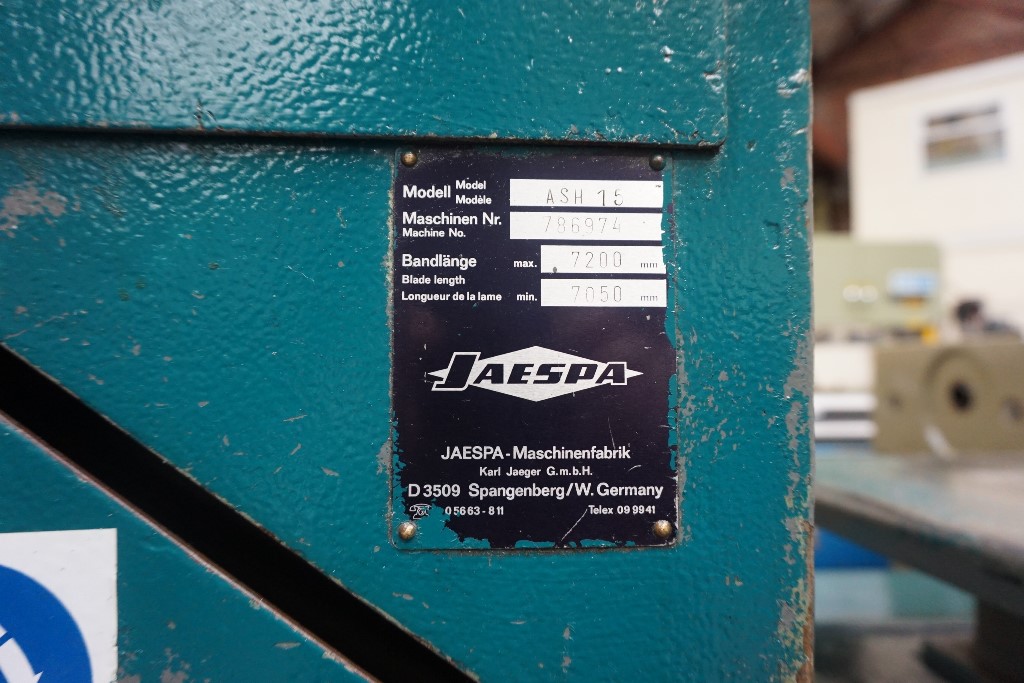 Modell Model Modèle ASH 15
Maschinen Nr. Machine No. 786974
Bandlänge max. 7200 mm
Blade length
Longueur de la lame min. 7050 mm
JAESPA
JAESPA-Maschinenfabrik
Karl Jaeger G.m.b.H.
D 3509 Spangenberg/W. Germany
05663-811 Telex 09 9941